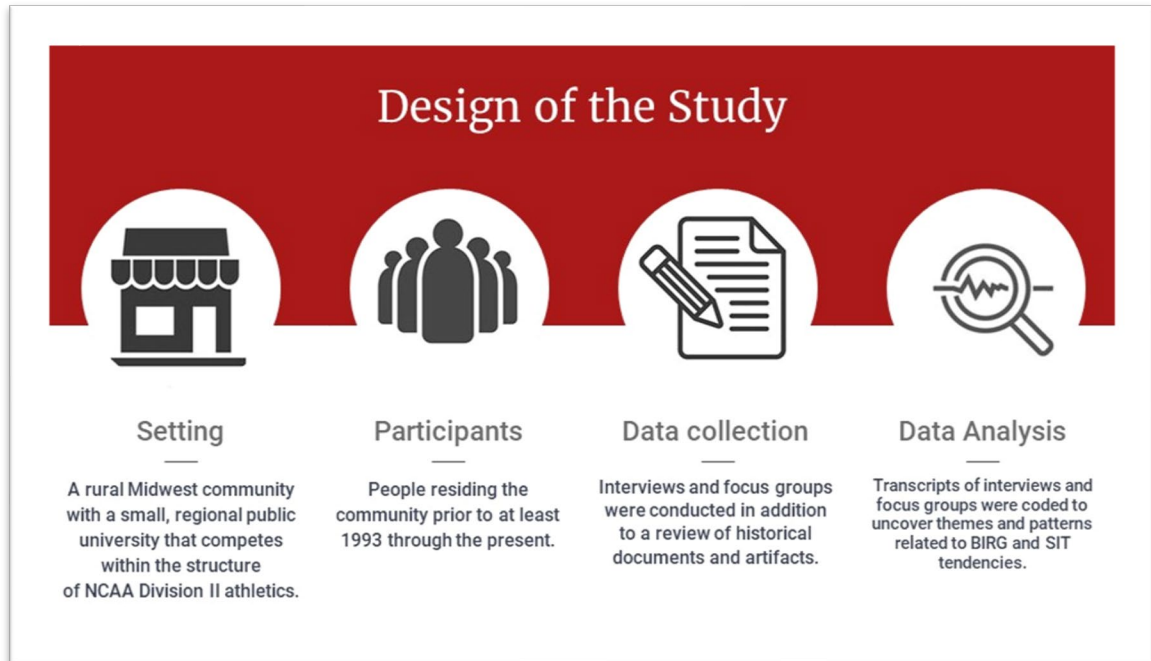 Design of the Study
Setting
A rural Midwest community
with a small, regional public
university that competes
within the structure
of NCAA Division II athletics.
Participants
People residing the
community prior to at least
1993 through the present.
Data collection
Interviews and focus groups
were conducted in addition
to a review of historical
documents and artifacts.
Data Analysis
Transcripts of interviews and
focus groups were coded to
uncover themes and patterns
related to BIRG and SIT
tendencies.